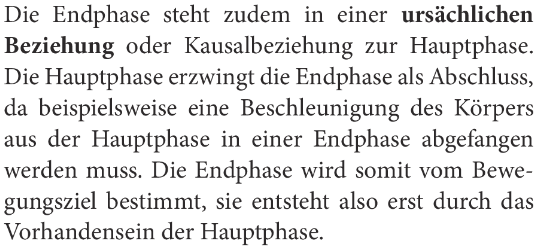 Die Endphase steht zudem in einer ursächlichen
Beziehung oder Kausalbeziehung zur Hauptphase.
Die Hauptphase erzwingt die Endphase als Abschluss,
da beispielsweise eine Beschleunigung des Körpers
aus der Hauptphase in einer Endphase abgefangen
werden muss. Die Endphase wird somit vom Bewe-
gungsziel bestimmt, sie entsteht also erst durch das
Vorhandensein der Hauptphase.